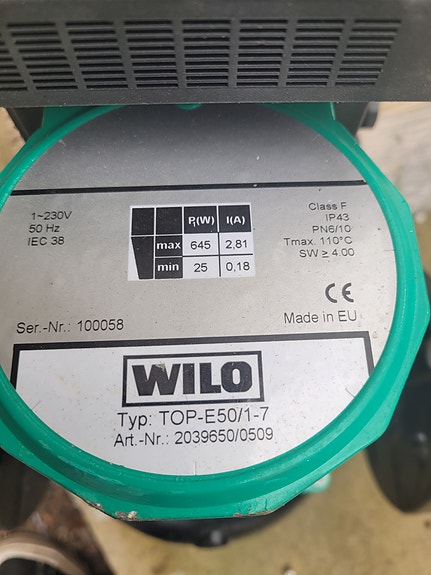 1~230V
50 Hz
IEC 38
P₁(W) I(A)
max 645 2,81
min 25 0,18
Class F
IP43
PN6/10
Tmax. 110°C
SW ≥ 4.00
CE
Ser.-Nr.: 100058
Made in EU
WILO
Typ: TOP-E50/1-7
Art.-Nr.: 2039650/0509